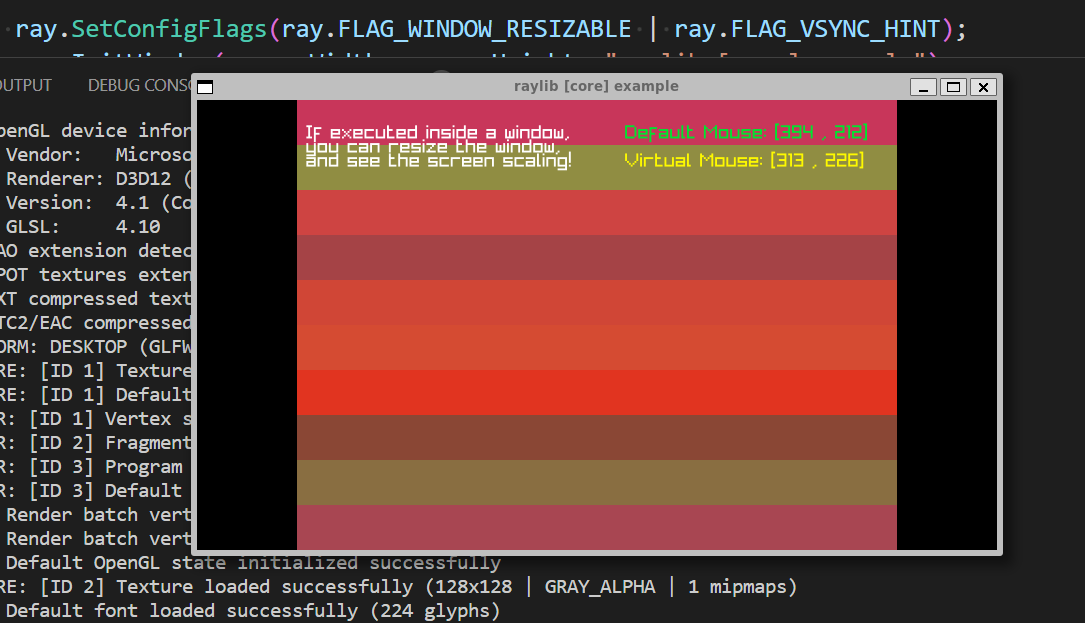 ray.SetConfigFlags(ray.FLAG_WINDOW_RESIZABLE | ray.FLAG_VSYNC_HINT);
OUTPUT DEBUG CONS
raylib [core] example
If executed inside a window,
you can resize the window,
and see the screen scaling!
Default Mouse: [394 , 212]
Virtual Mouse: [313 , 226]
penGL device infor
Vendor: Microso
Renderer: D3D12 (
Version: 4.1 (Co
GLSL: 4.10
AO extension detec
POT textures exten
XT compressed text
TC2/EAC compressed
ORM: DESKTOP (GLFW
RE: [ID 1] Texture
RE: [ID 1] Default
R: [ID 1] Vertex s
R: [ID 2] Fragment
R: [ID 3] Program
R: [ID 3] Default
Render batch vert
Render batch vert
Default OpenGL state initialized successfully
RE: [ID 2] Texture loaded successfully (128x128 | GRAY_ALPHA | 1 mipmaps)
Default font loaded successfully (224 glyphs)